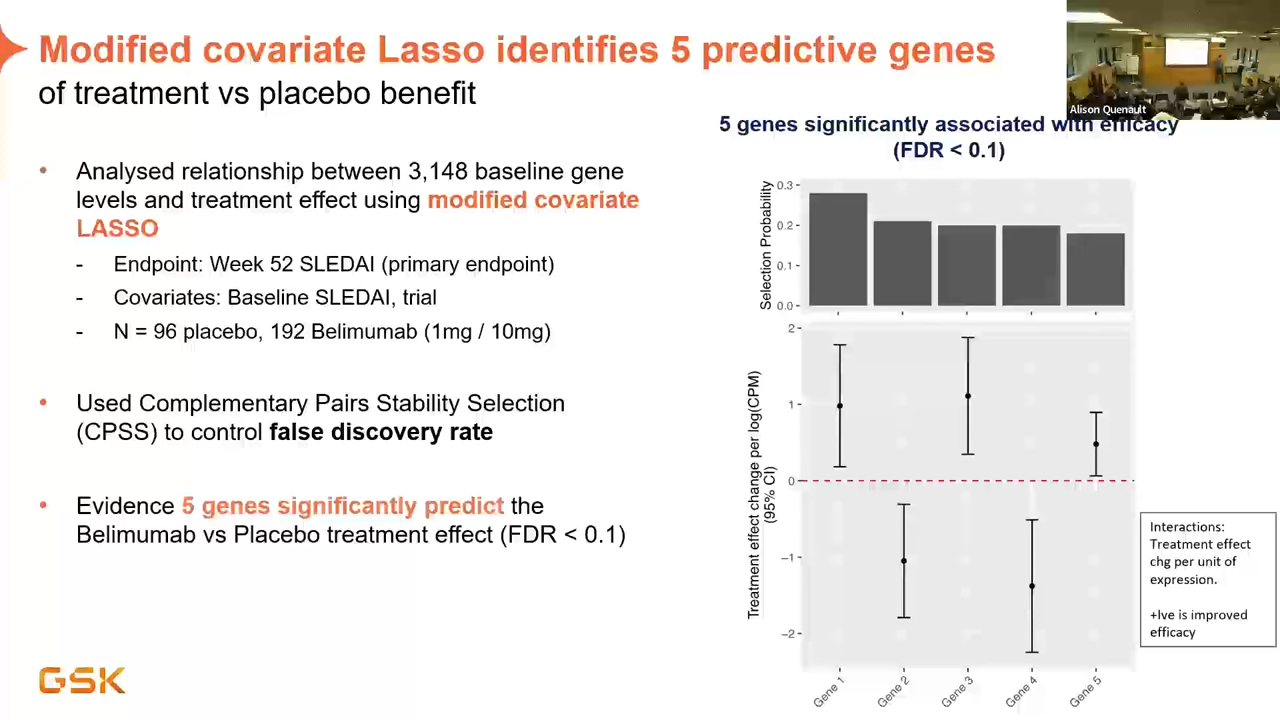 Modified covariate Lasso identifies 5 predictive genes
of treatment vs placebo benefit
Alison Quenault
• Analysed relationship between 3,148 baseline gene
levels and treatment effect using modified covariate
LASSO
- Endpoint: Week 52 SLEDAI (primary endpoint)
- Covariates: Baseline SLEDAI, trial
- N = 96 placebo, 192 Belimumab (1mg / 10mg)
• Used Complementary Pairs Stability Selection
(CPSS) to control false discovery rate
• Evidence 5 genes significantly predict the
Belimumab vs Placebo treatment effect (FDR < 0.1)
5 genes significantly associated with efficacy
(FDR < 0.1)
Selection Probability
0.3
0.2
0.1
0.0
Treatment effect change per log(CPM)
(95% CI)
2
1
0
−1
−2
Gene 1
Gene 2
Gene 3
Gene 4
Gene 5
Interactions:
Treatment effect
chg per unit of
expression.
+Ive is improved
efficacy
GSK